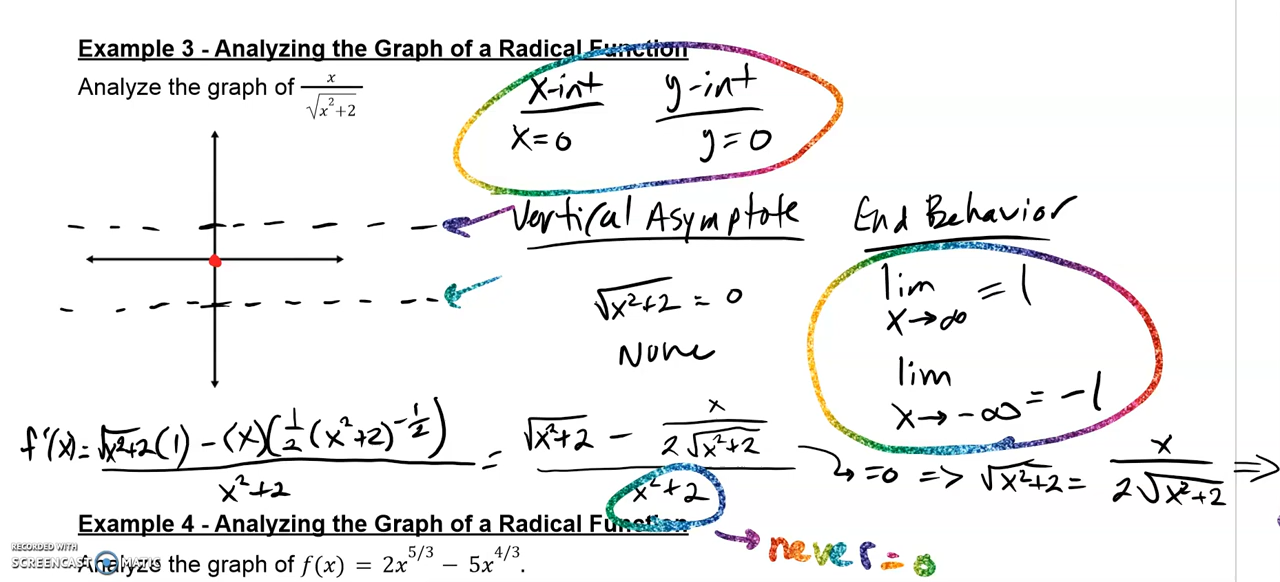 Example 3 - Analyzing the Graph of a Radical Function
Analyze the graph of x/√(x²+2)
x-int y-int
x=0 y=0
Vertical Asymptote
√(x²+2) = 0
None
End Behavior
lim x→∞ = 1
lim x→-∞ = -1
f'(x) = (√(x²+2)(1) - (x)(1/2(x²+2)^(-1/2)))/(x²+2) = (√(x²+2) - x/(2√(x²+2)))/(x²+2) =0 => √(x²+2) = x/(2√(x²+2)) =>
never=0
Example 4 - Analyzing the Graph of a Radical Function
Analyze the graph of f(x) = 2x^(5/3) − 5x^(4/3).
RECORDED WITH
SCREENCAST MATIC